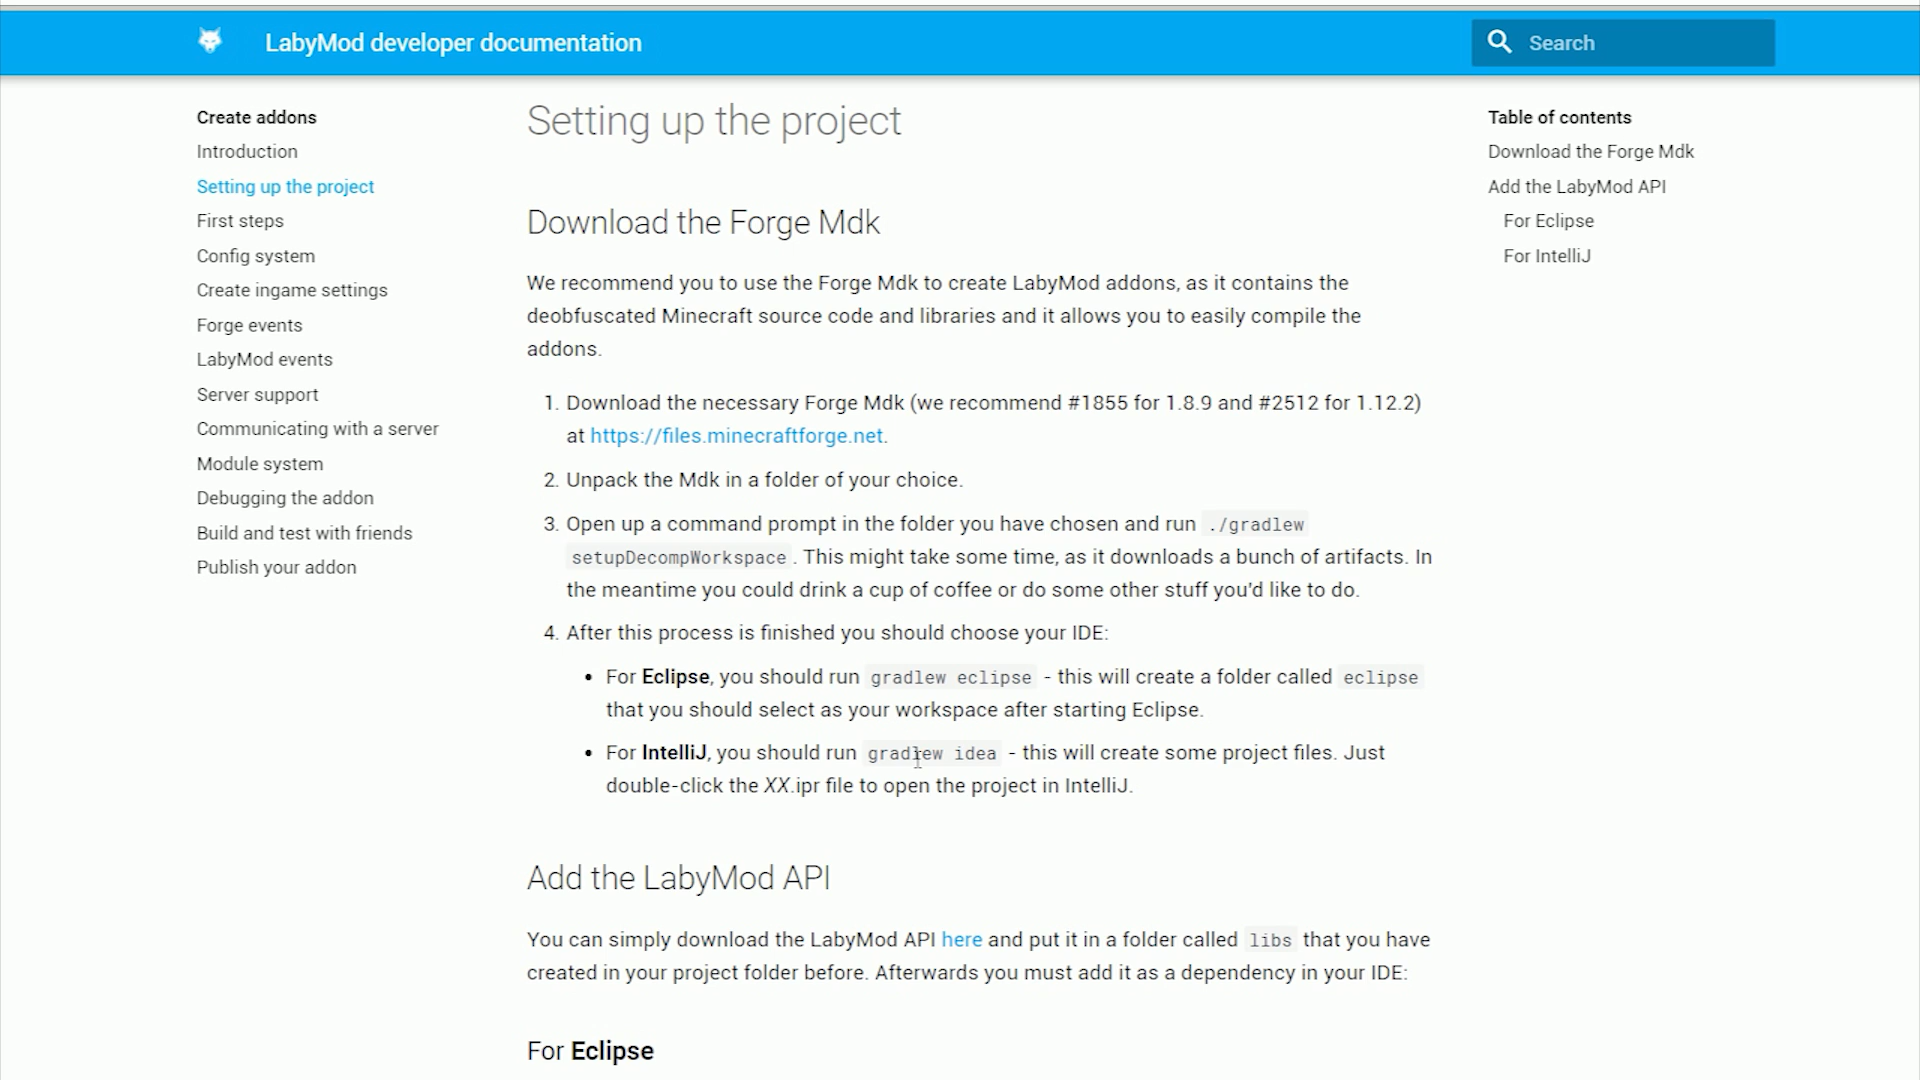 LabyMod developer documentation
Search
Create addons
Introduction
Setting up the project
First steps
Config system
Create ingame settings
Forge events
LabyMod events
Server support
Communicating with a server
Module system
Debugging the addon
Build and test with friends
Publish your addon
Setting up the project
Download the Forge Mdk
We recommend you to use the Forge Mdk to create LabyMod addons, as it contains the
deobfuscated Minecraft source code and libraries and it allows you to easily compile the
addons.
1. Download the necessary Forge Mdk (we recommend #1855 for 1.8.9 and #2512 for 1.12.2)
at https://files.minecraftforge.net.
2. Unpack the Mdk in a folder of your choice.
3. Open up a command prompt in the folder you have chosen and run ./gradlew
setupDecompWorkspace. This might take some time, as it downloads a bunch of artifacts. In
the meantime you could drink a cup of coffee or do some other stuff you'd like to do.
4. After this process is finished you should choose your IDE:
• For Eclipse, you should run gradlew eclipse - this will create a folder called eclipse
that you should select as your workspace after starting Eclipse.
• For IntelliJ, you should run gradlew idea - this will create some project files. Just
double-click the XX.ipr file to open the project in IntelliJ.
Add the LabyMod API
You can simply download the LabyMod API here and put it in a folder called libs that you have
created in your project folder before. Afterwards you must add it as a dependency in your IDE:
For Eclipse
Table of contents
Download the Forge Mdk
Add the LabyMod API
For Eclipse
For IntelliJ